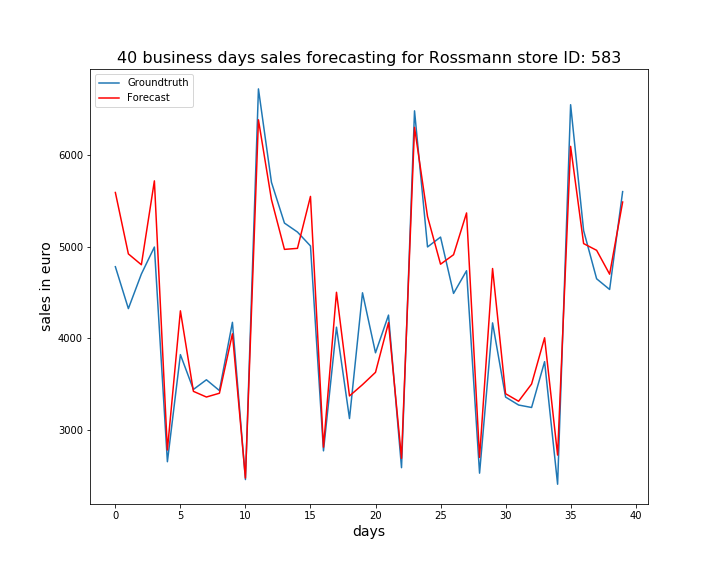 40 business days sales forecasting for Rossmann store ID: 583
Groundtruth
Forecast
6000
5000
4000
3000
sales in euro
0 5 10 15 20 25 30 35 40
days